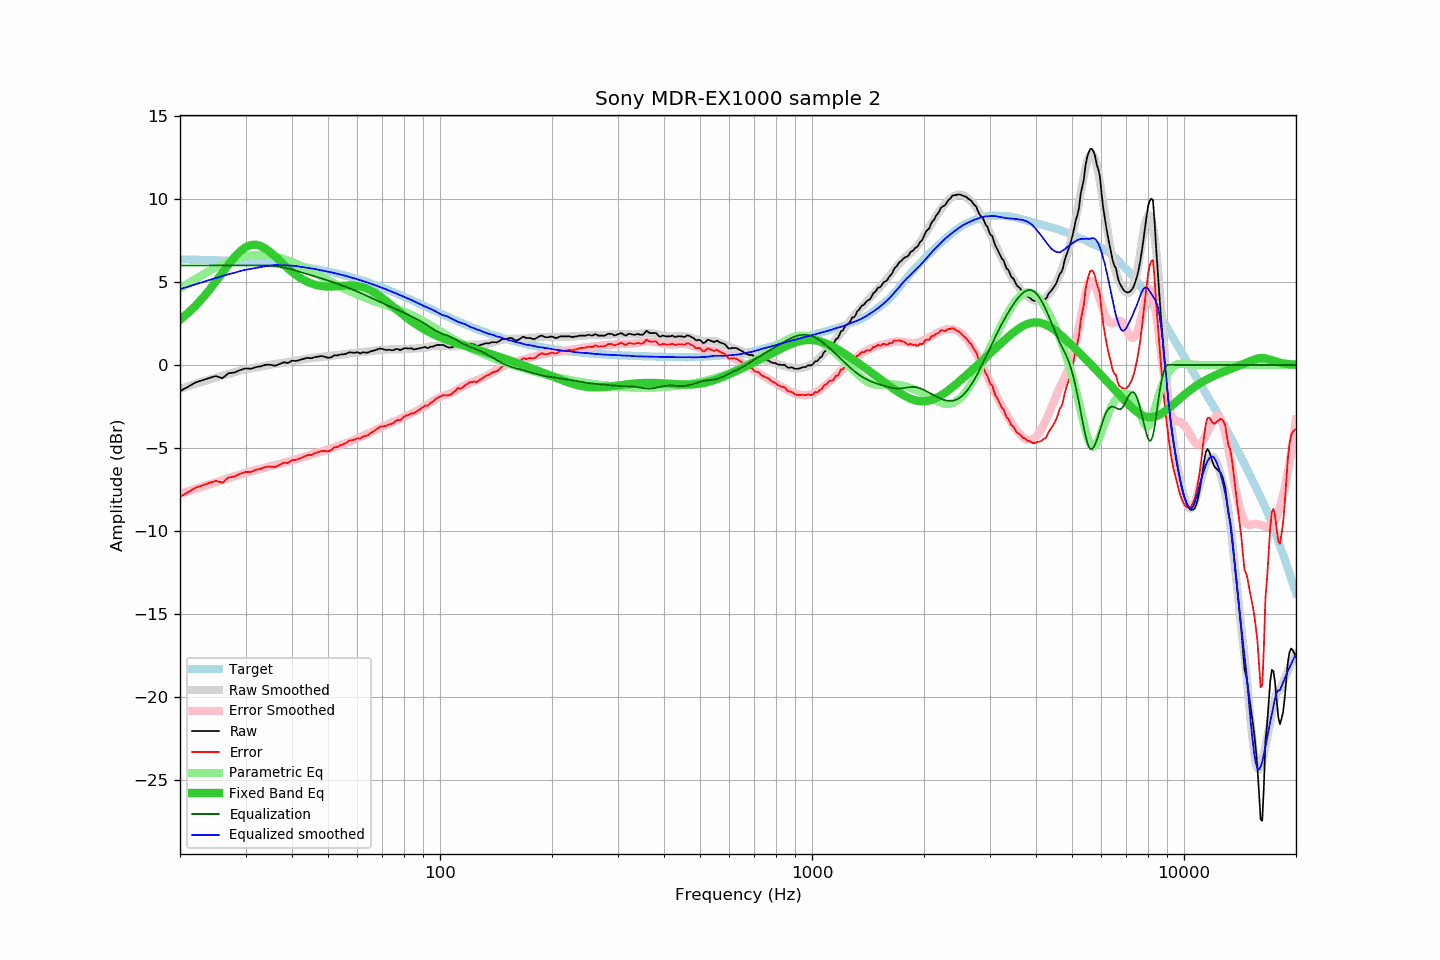 Sony MDR-EX1000 sample 2
15
10
5
0
−5
−10
−15
−20
−25
Amplitude (dBr)
Target
Raw Smoothed
Error Smoothed
Raw
Error
Parametric Eq
Fixed Band Eq
Equalization
Equalized smoothed
100
1000
10000
Frequency (Hz)